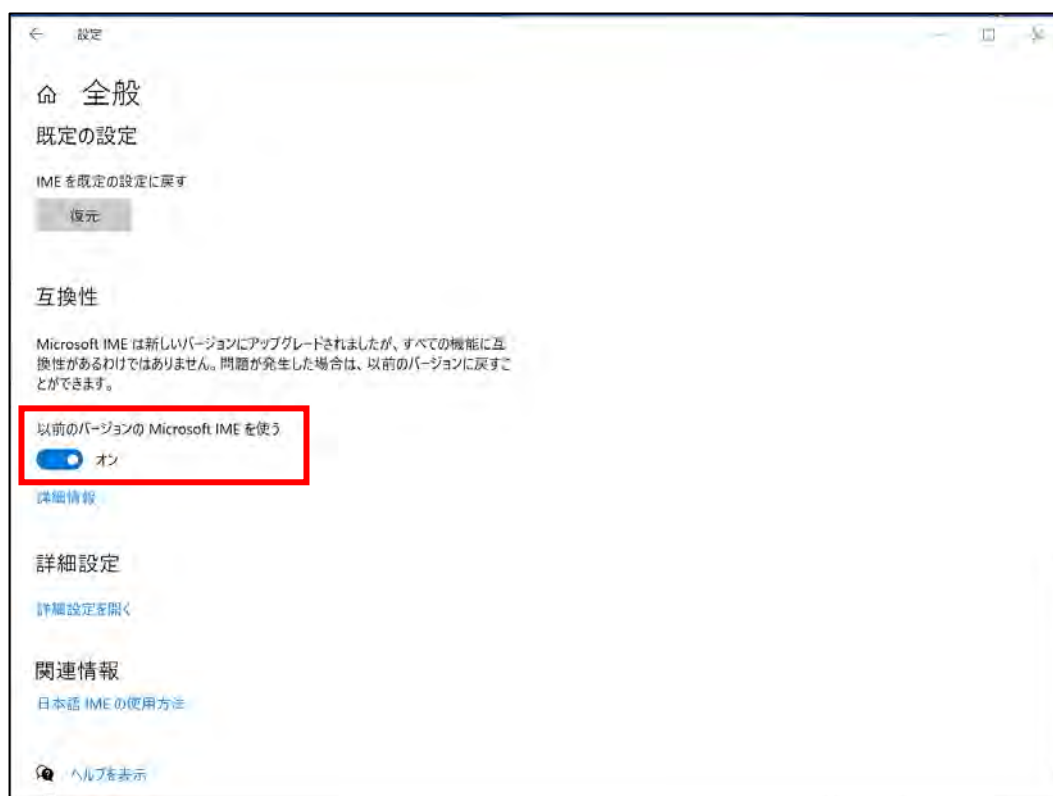 設定
全般
既定の設定
IME を既定の設定に戻す
復元
互換性
Microsoft IME は新しいバージョンにアップグレードされましたが、すべての機能に互
換性があるわけではありません。問題が発生した場合は、以前のバージョンに戻すこ
とができます。
以前のバージョンの Microsoft IME を使う
オン
詳細情報
詳細設定
詳細設定を開く
関連情報
日本語 IME の使用方法
ヘルプを表示